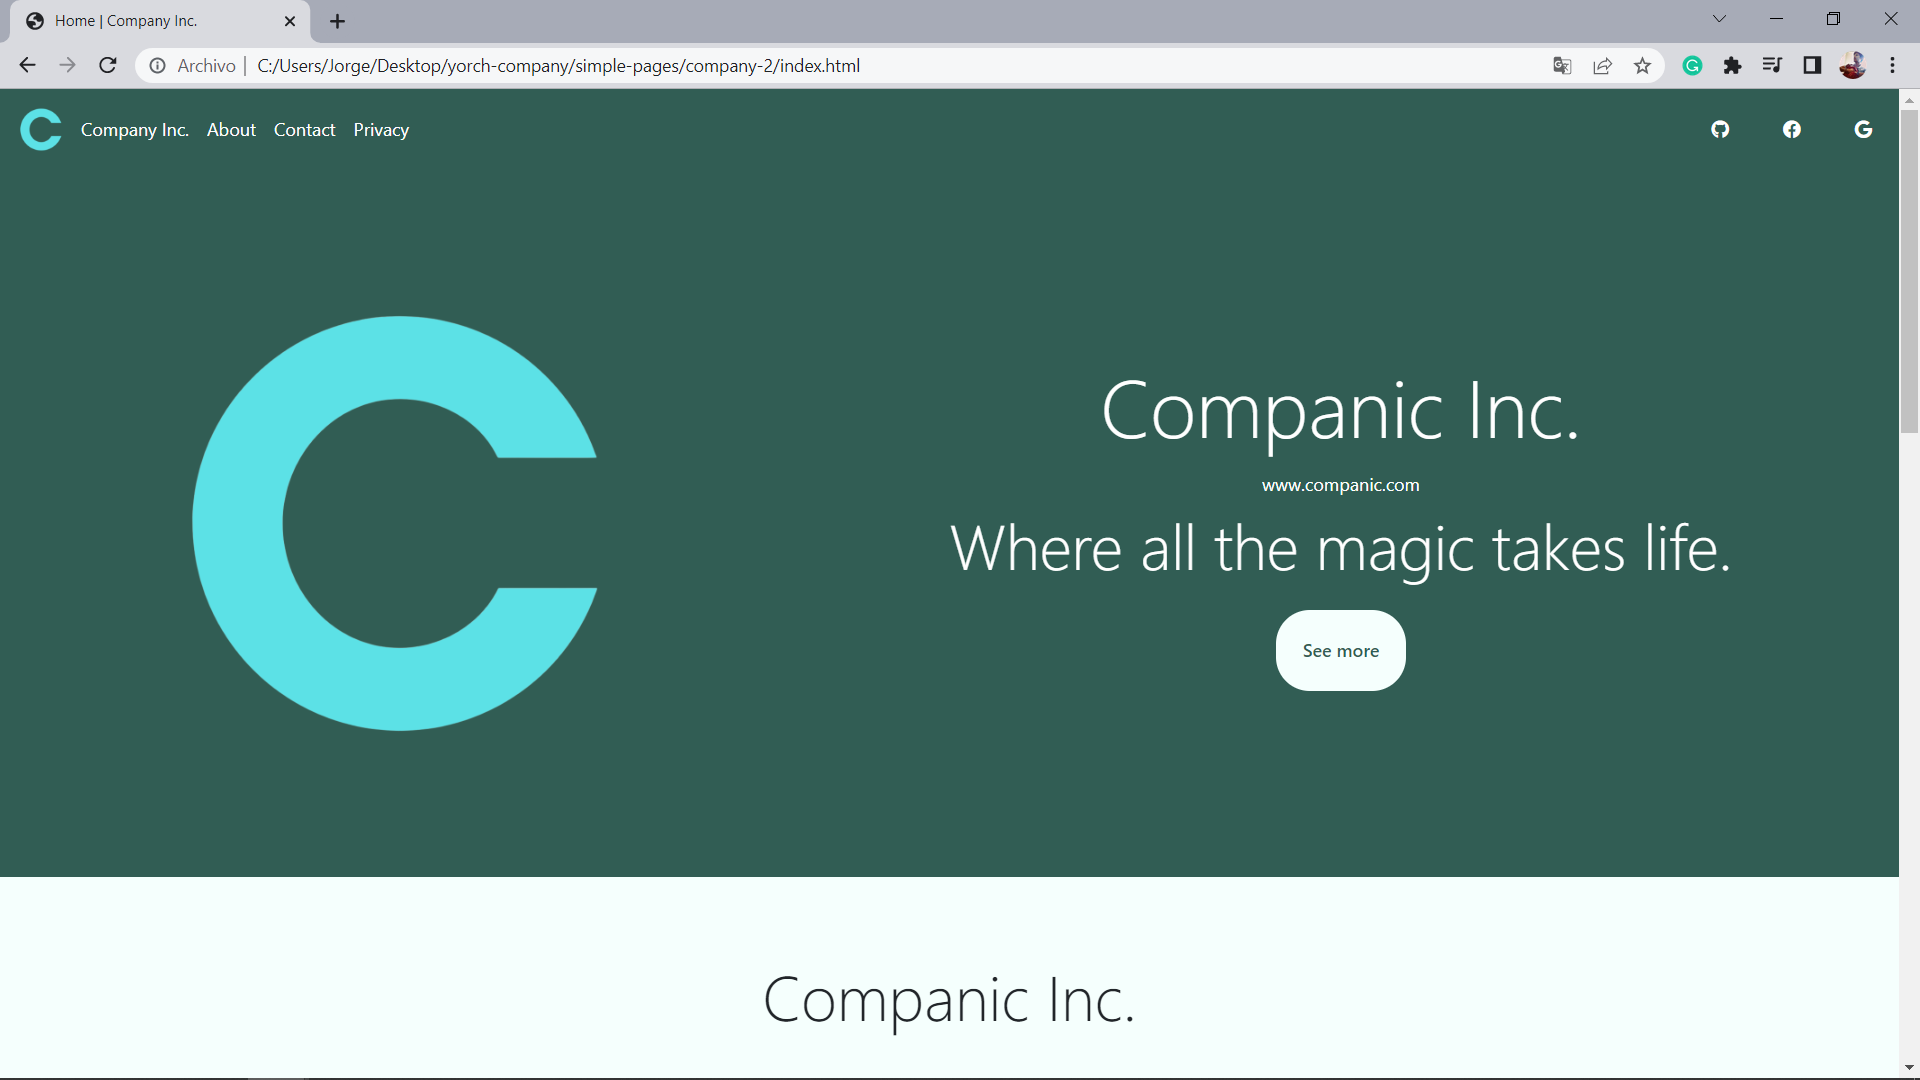 Home | Company Inc.
Archivo | C:/Users/Jorge/Desktop/yorch-company/simple-pages/company-2/index.html
Company Inc. About Contact Privacy
Companic Inc.
www.companic.com
Where all the magic takes life.
See more
Companic Inc.